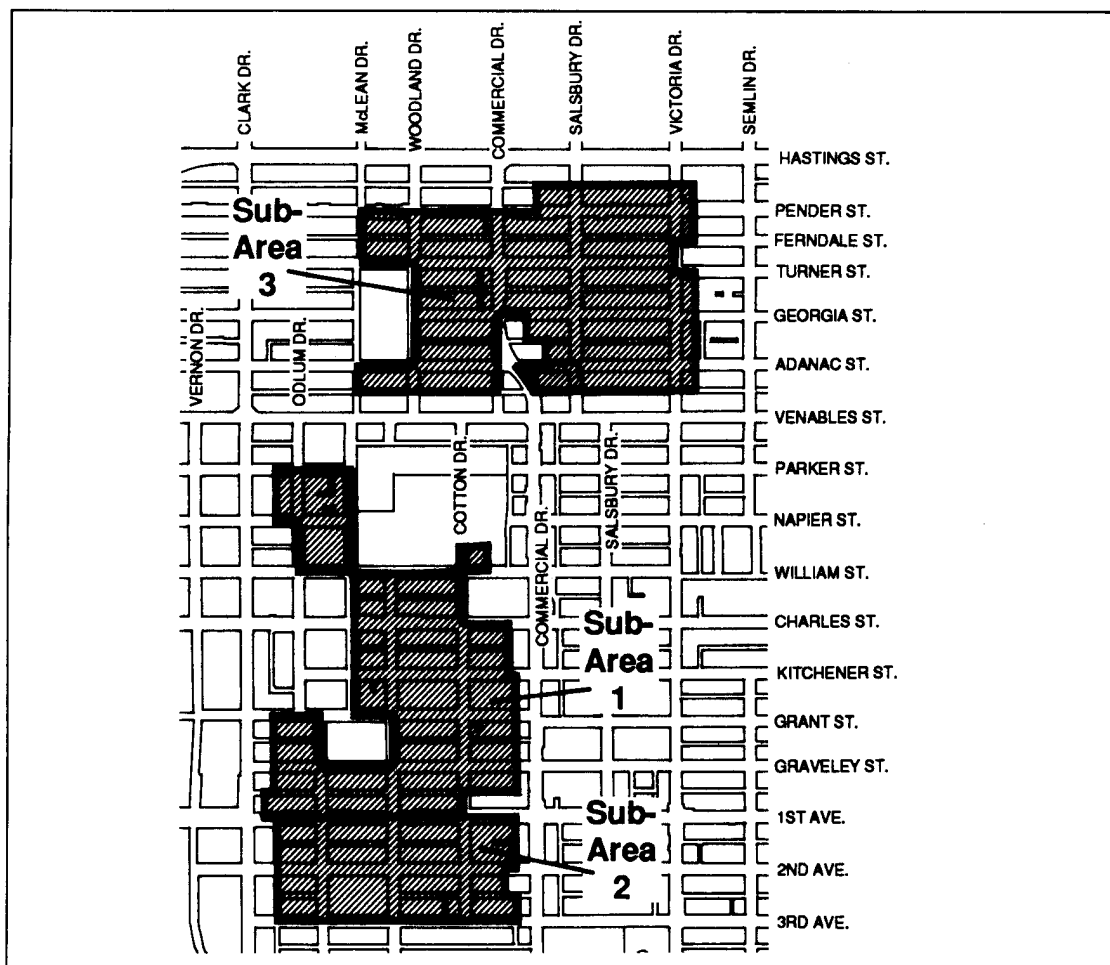 CLARK DR.
McLEAN DR.
WOODLAND DR.
COMMERCIAL DR.
SALSBURY DR.
VICTORIA DR.
SEMLIN DR.
HASTINGS ST.
PENDER ST.
FERNDALE ST.
TURNER ST.
GEORGIA ST.
ADANAC ST.
VENABLES ST.
PARKER ST.
NAPIER ST.
WILLIAM ST.
CHARLES ST.
KITCHENER ST.
GRANT ST.
GRAVELEY ST.
1ST AVE.
2ND AVE.
3RD AVE.
Sub-
Area
3
VERNON DR.
ODLUM DR.
COTTON DR.
COMMERCIAL DR.
SALSBURY DR.
Sub-
Area
1
Sub-
Area
2